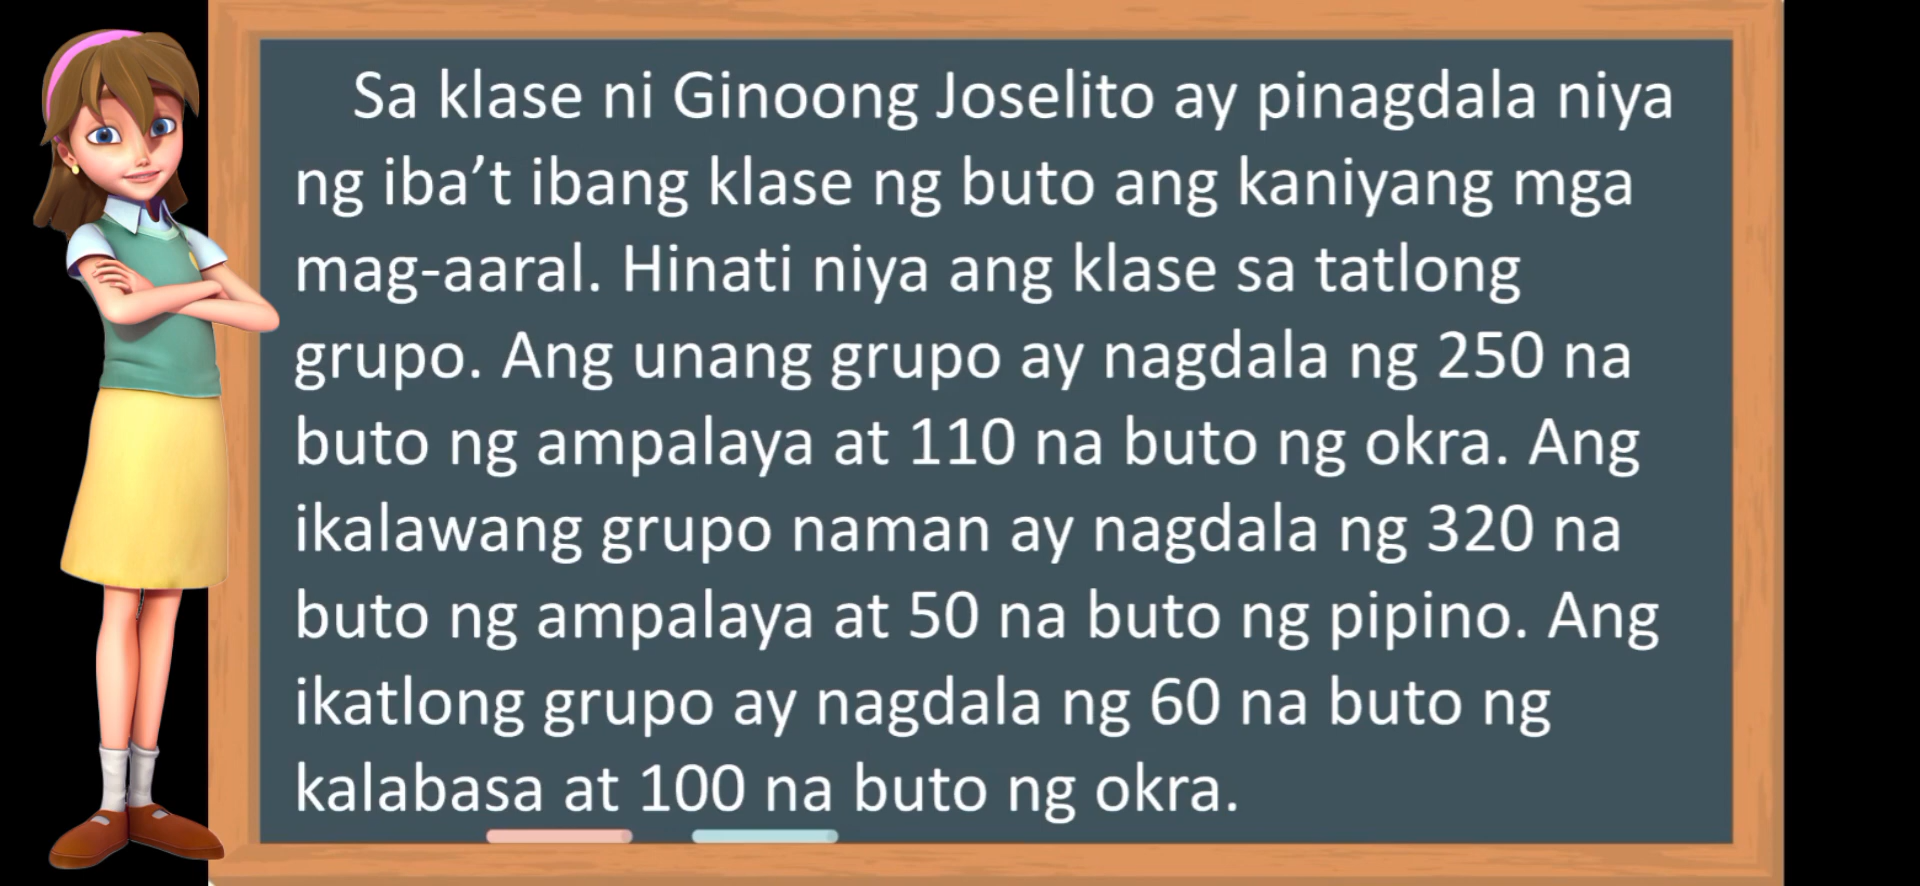 Sa klase ni Ginoong Joselito ay pinagdala niya
ng iba’t ibang klase ng buto ang kaniyang mga
mag-aaral. Hinati niya ang klase sa tatlong
grupo. Ang unang grupo ay nagdala ng 250 na
buto ng ampalaya at 110 na buto ng okra. Ang
ikalawang grupo naman ay nagdala ng 320 na
buto ng ampalaya at 50 na buto ng pipino. Ang
ikatlong grupo ay nagdala ng 60 na buto ng
kalabasa at 100 na buto ng okra.